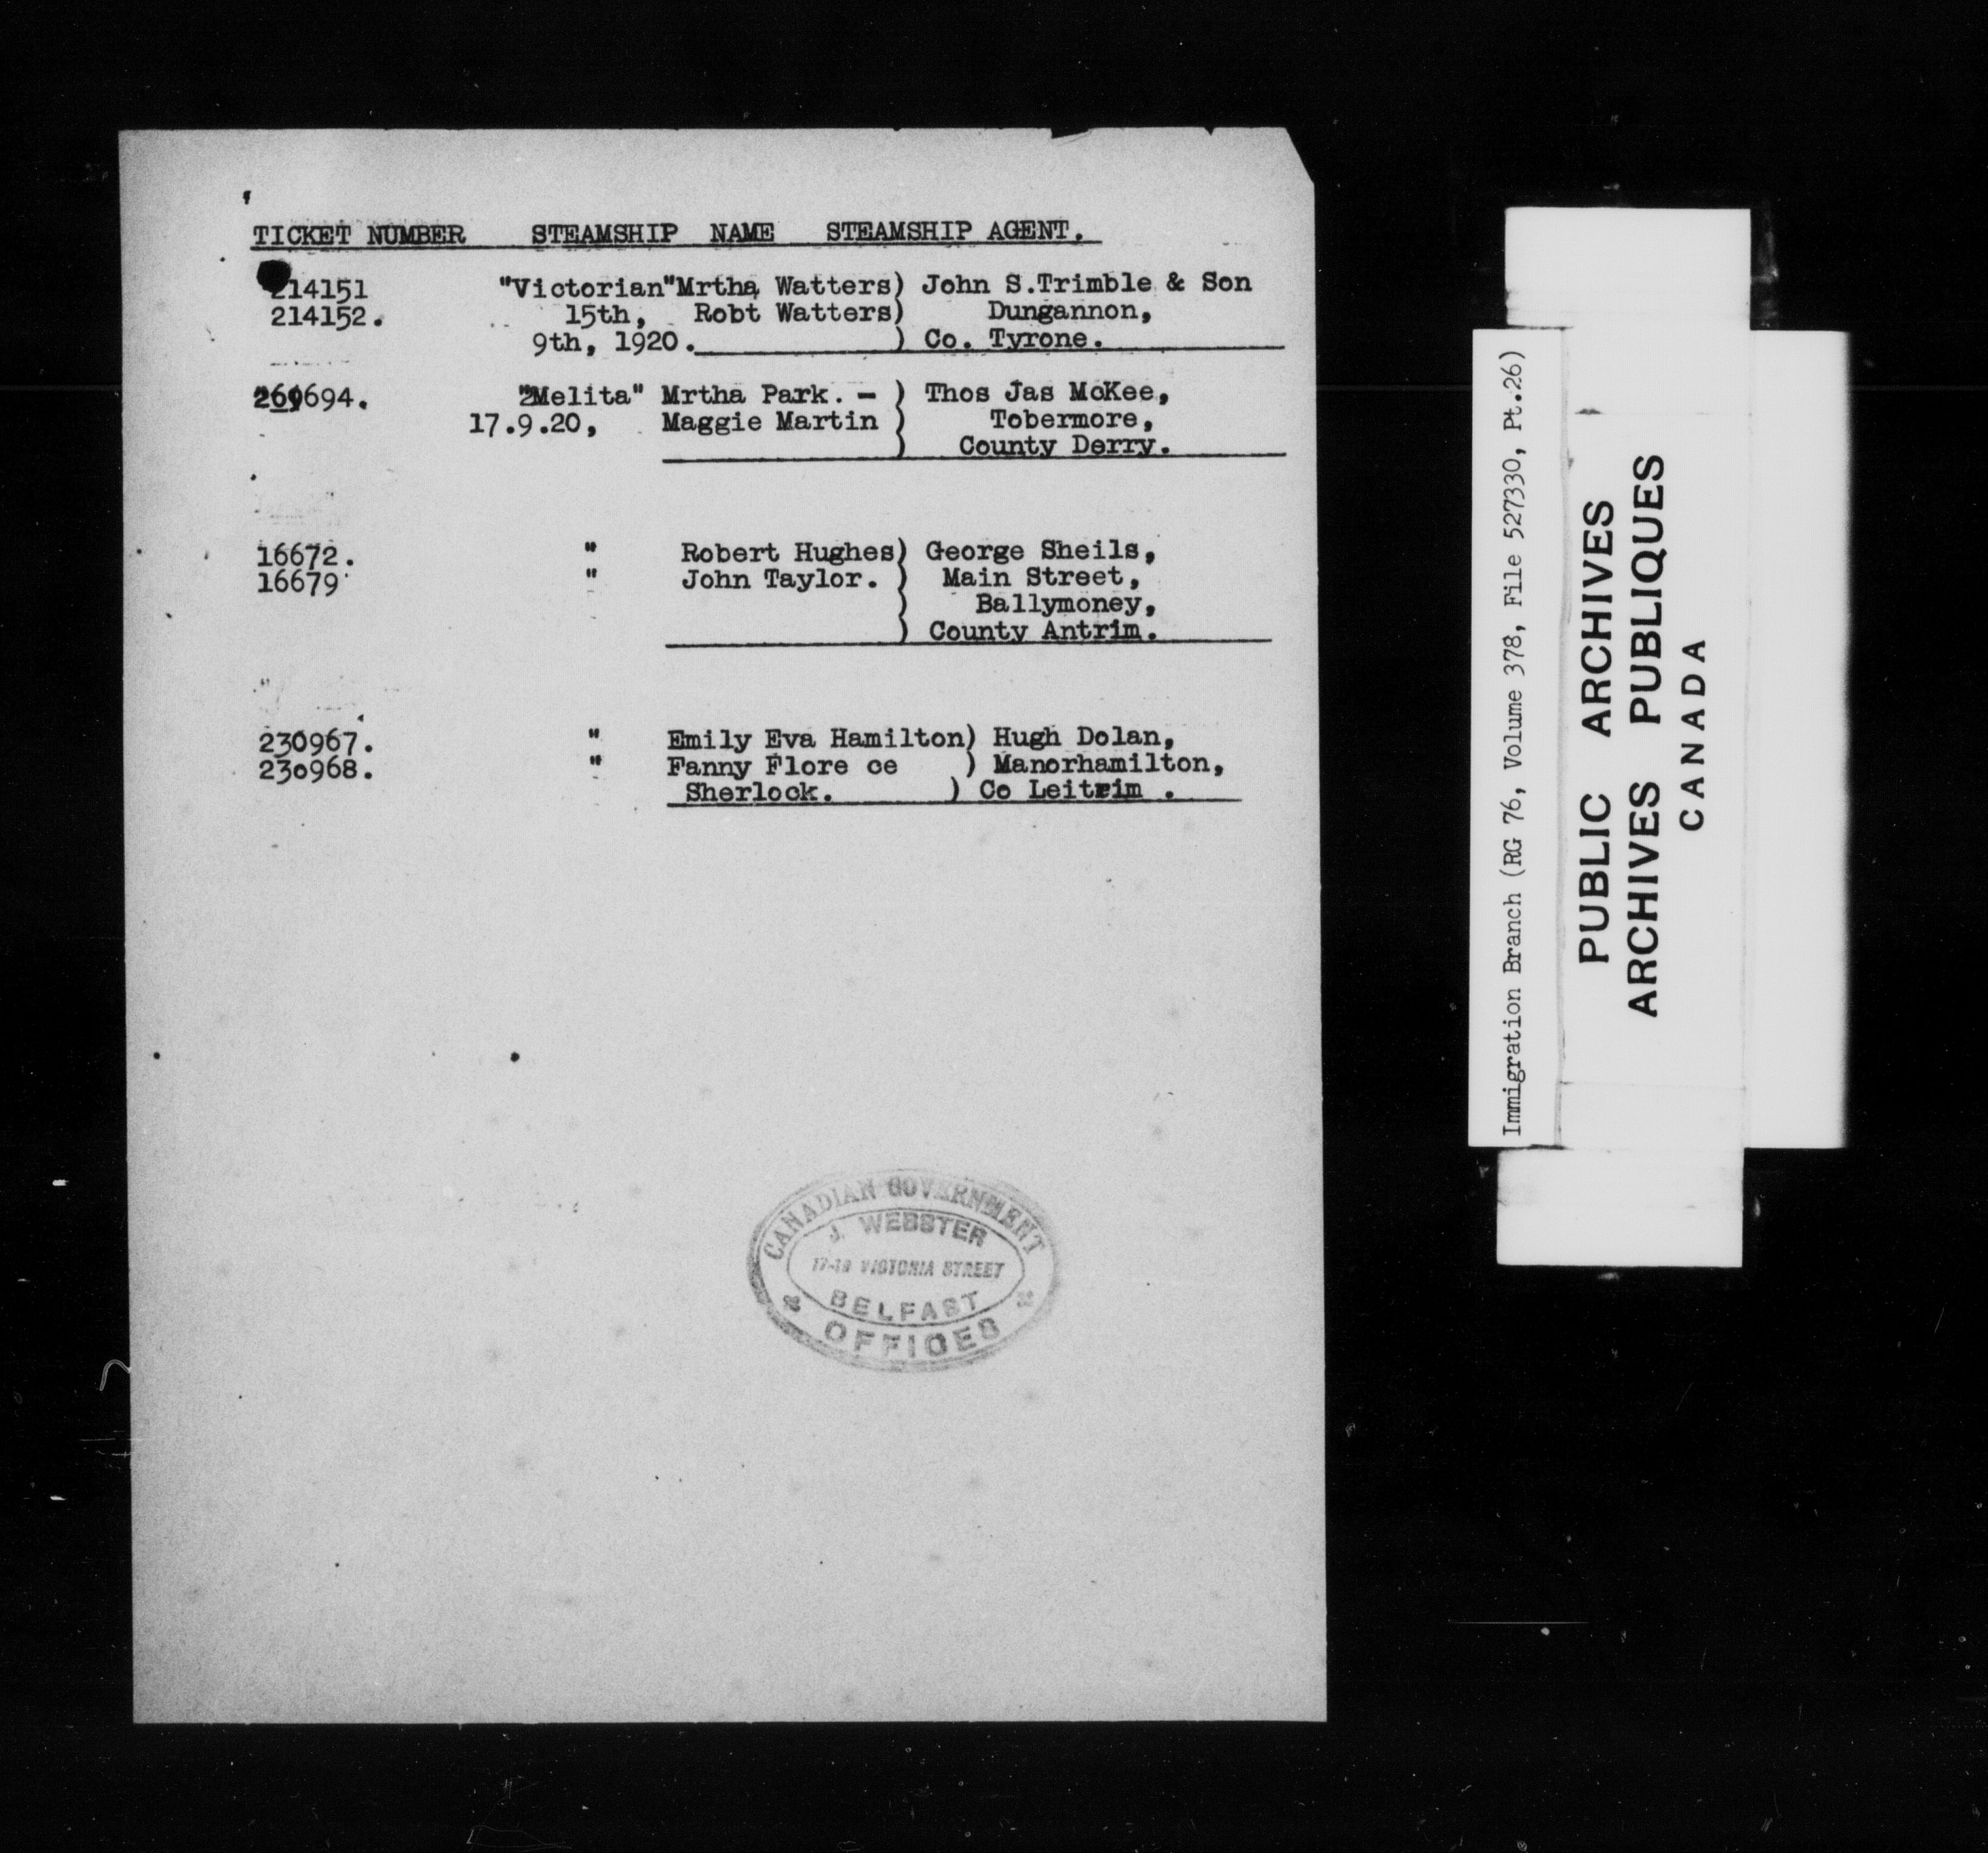 TICKET NUMBER STEAMSHIP NAME STEAMSHIP AGENT.
214151 "Victorian" Mrtha Watters) John S.Trimble & Son
214152. 15th, Robt Watters) Dungannon,
9th, 1920. ) Co. Tyrone.
694. "Melita" Mrtha Park. - ) Thos Jas McKee,
17.9.20, Maggie Martin ) Tobermore,
) County Derry.
16672. " Robert Hughes) George Sheils,
16679 " John Taylor. ) Main Street,
) Ballymoney,
) County Antrim.
230967. " Emily Eva Hamilton) Hugh Dolan,
230968. " Fanny Flore ce ) Manorhamilton,
Sherlock. ) Co Leitrim .
CANADIAN GOVERNMENT
J. WEBSTER
17-19 VICTORIA STREET
BELFAST
OFFICES
Immigration Branch (RG 76, Volume 378, File 527330, Pt.26)
PUBLIC ARCHIVES
ARCHIVES PUBLIQUES
CANADA